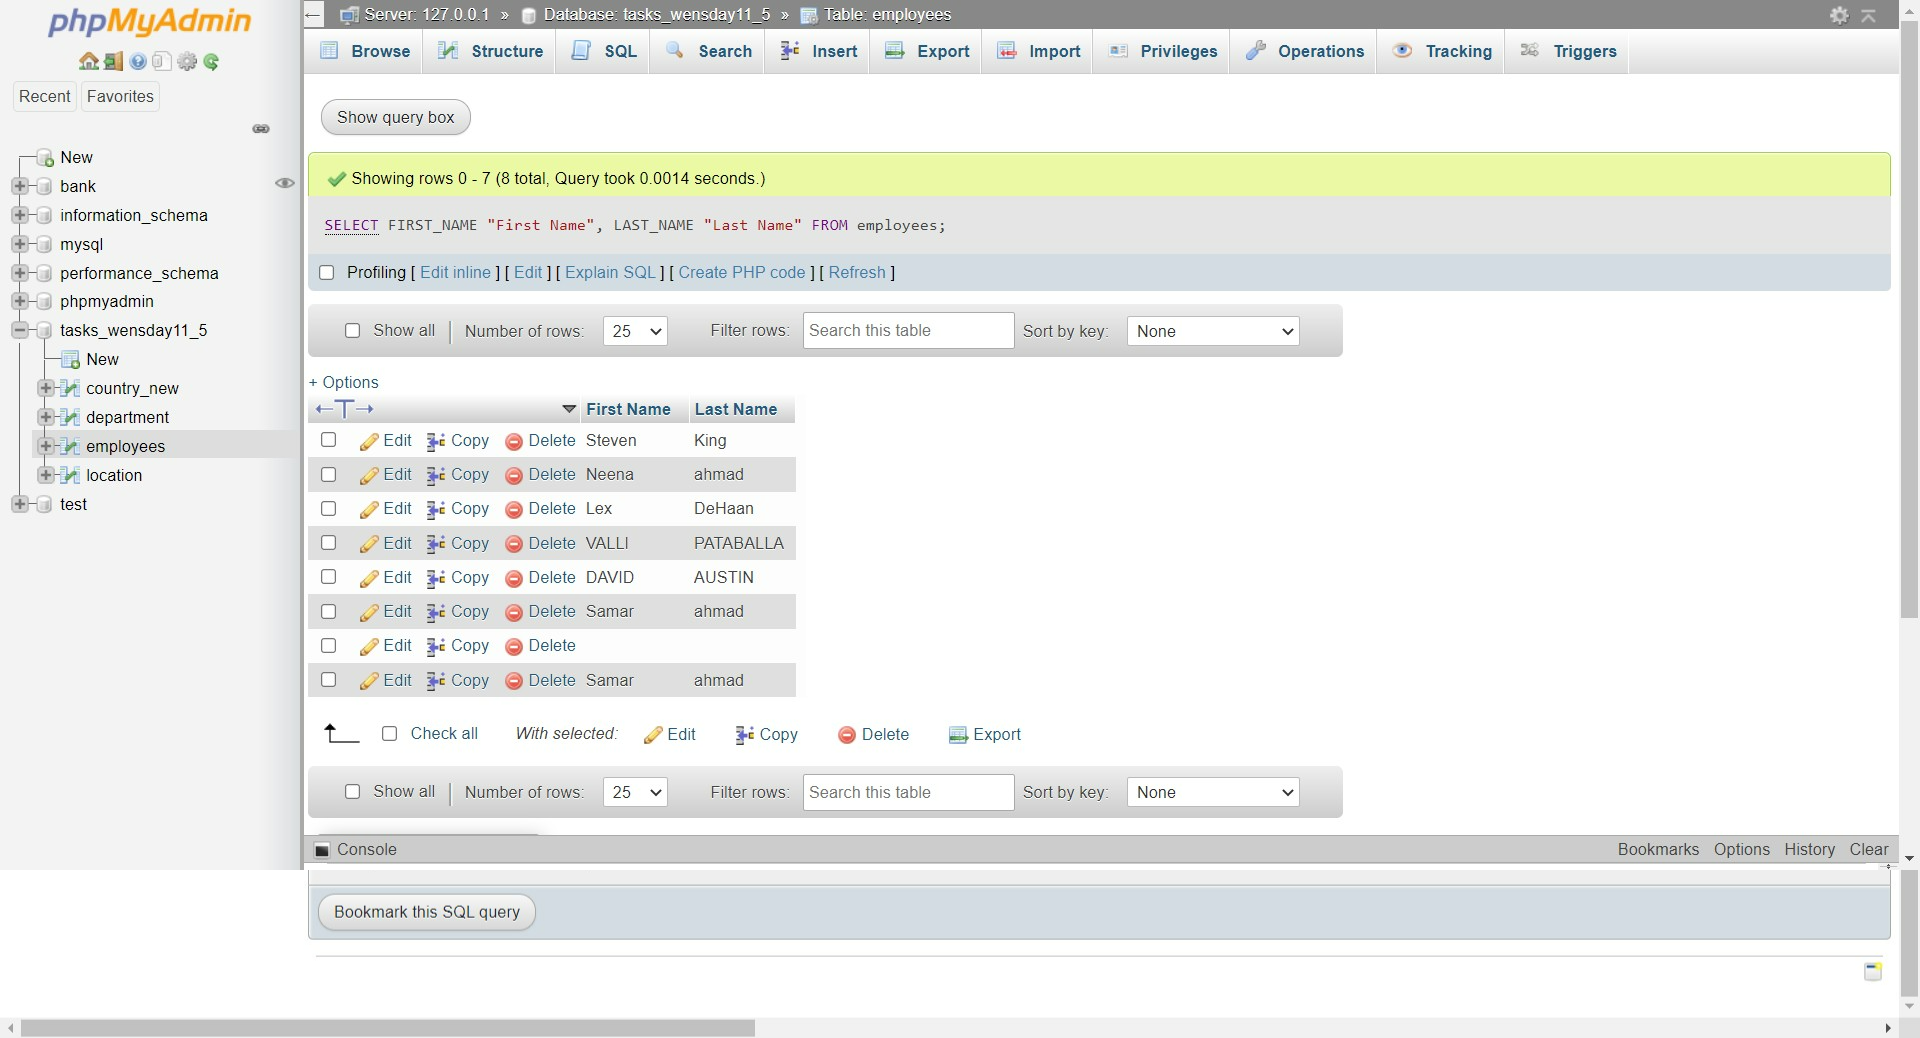 phpMyAdmin
Recent Favorites
New
bank
information_schema
mysql
performance_schema
phpmyadmin
tasks_wensday11_5
New
country_new
department
employees
location
test
Server: 127.0.0.1 » Database: tasks_wensday11_5 » Table: employees
Browse Structure SQL Search Insert Export Import Privileges Operations Tracking Triggers
Show query box
Showing rows 0 - 7 (8 total, Query took 0.0014 seconds.)
SELECT FIRST_NAME "First Name", LAST_NAME "Last Name" FROM employees;
Profiling [ Edit inline ] [ Edit ] [ Explain SQL ] [ Create PHP code ] [ Refresh ]
Show all Number of rows: 25 Filter rows: Search this table Sort by key: None
+ Options
←T→ First Name Last Name
Edit Copy Delete Steven King
Edit Copy Delete Neena ahmad
Edit Copy Delete Lex DeHaan
Edit Copy Delete VALLI PATABALLA
Edit Copy Delete DAVID AUSTIN
Edit Copy Delete Samar ahmad
Edit Copy Delete
Edit Copy Delete Samar ahmad
Check all With selected: Edit Copy Delete Export
Show all Number of rows: 25 Filter rows: Search this table Sort by key: None
Console Bookmarks Options History Clear
Bookmark this SQL query